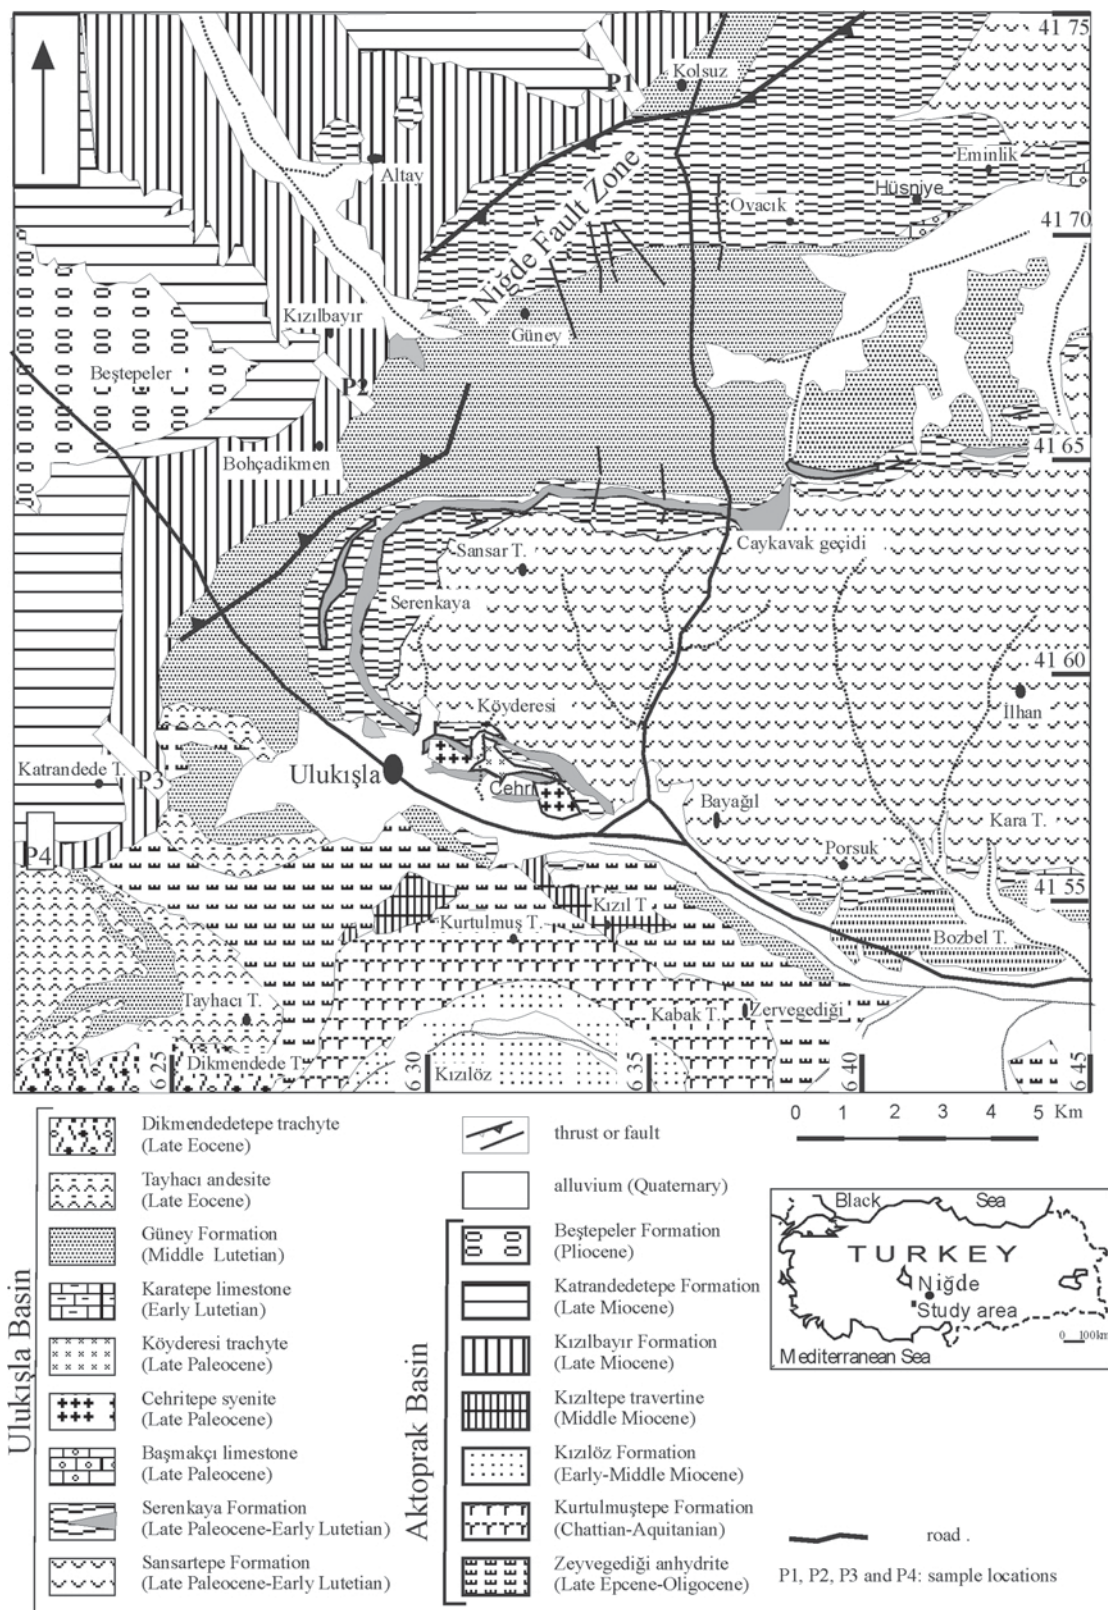 41 75
Kolsuz
P1
Altay
Niğde Fault Zone
Eminlik
Hüsniye
Ovacık
41 70
Kızılbayır
Güney
Beştepeler
P2
Bohçadikmen
41 65
Caykavak geçidi
Sansar T.
Serenkaya
41 60
Köyderesi
İlhan
Katrandede T.
P3
Ulukışla
Cehri
Bayağıl
Kara T.
P4
Porsuk
41 55
Kızıl T.
Kurtulmuş T.
Bozbel T.
Tayhacı T.
Kabak T.
Zervegediği
Dikmendede T.
Kızılöz
6 25
6 30
6 35
6 40
6 45
Ulukışla Basin
Dikmendedetepe trachyte
(Late Eocene)
Tayhacı andesite
(Late Eocene)
Güney Formation
(Middle Lutetian)
Karatepe limestone
(Early Lutetian)
Köyderesi trachyte
(Late Paleocene)
Cehritepe syenite
(Late Paleocene)
Başmakçı limestone
(Late Paleocene)
Serenkaya Formation
(Late Paleocene-Early Lutetian)
Sansartepe Formation
(Late Paleocene-Early Lutetian)
thrust or fault
alluvium (Quaternary)
Aktoprak Basin
Beştepeler Formation
(Pliocene)
Katrandedetepe Formation
(Late Miocene)
Kızılbayır Formation
(Late Miocene)
Kızıltepe travertine
(Middle Miocene)
Kızılöz Formation
(Early-Middle Miocene)
Kurtulmuştepe Formation
(Chattian-Aquitanian)
Zeyvegediği anhydrite
(Late Epcene-Oligocene)
0 1 2 3 4 5 Km
Black Sea
TURKEY
Niğde
Study area
0 100km
Mediterranean Sea
road .
P1, P2, P3 and P4: sample locations